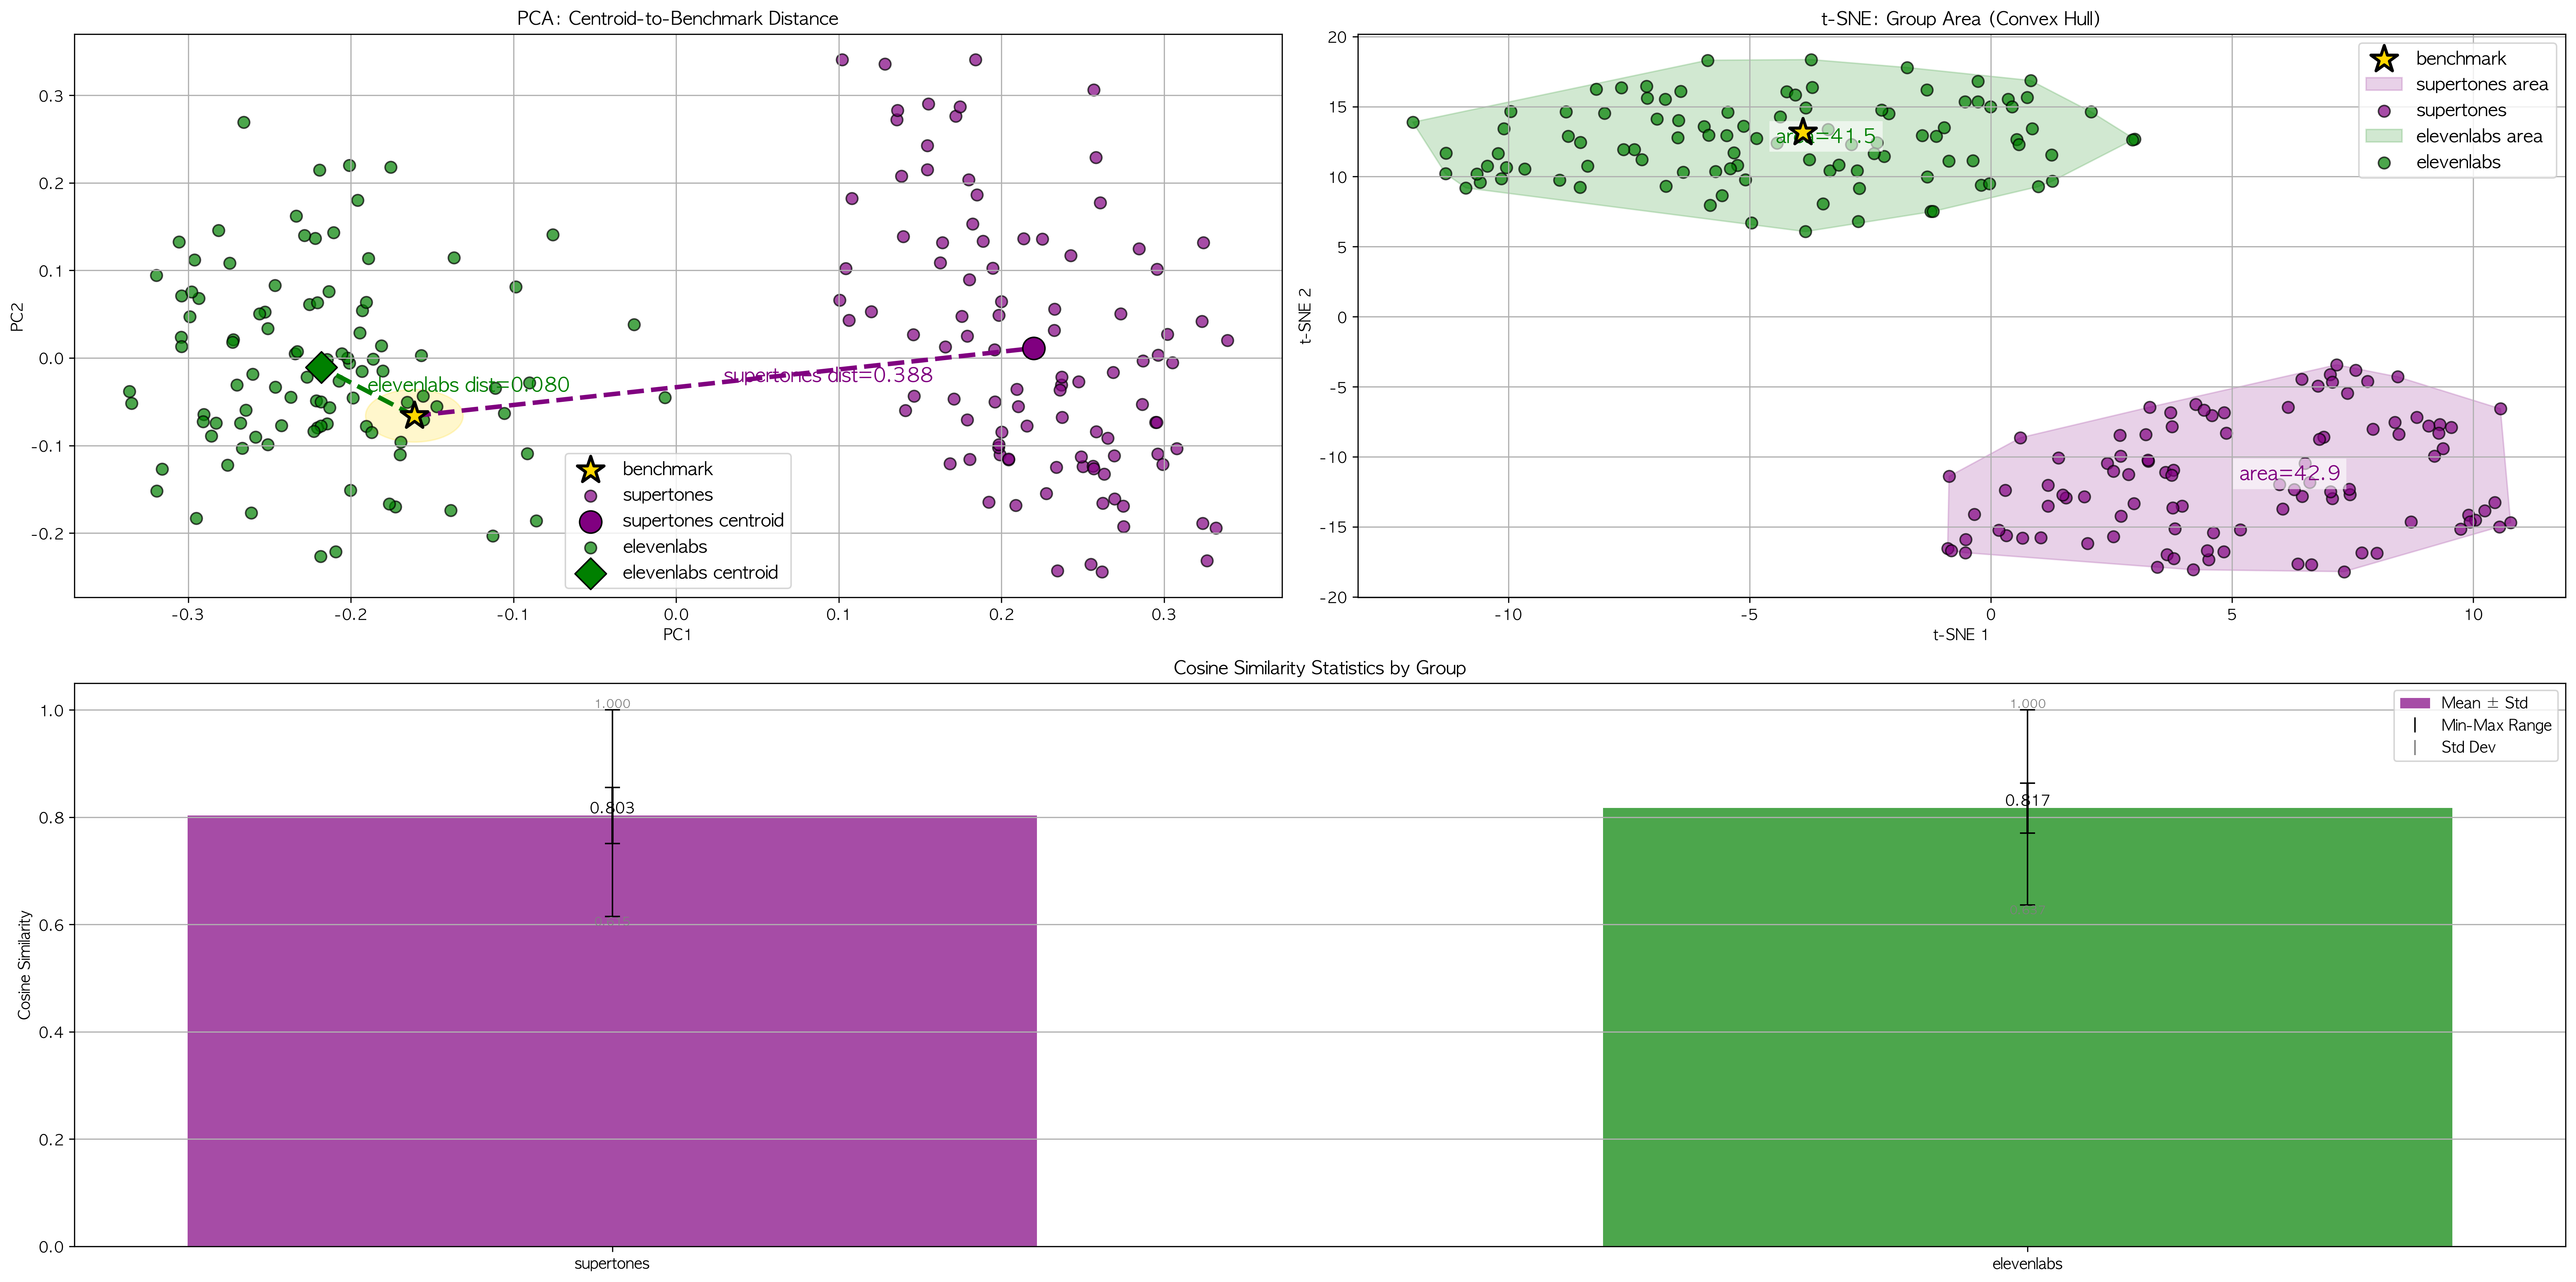 PCA: Centroid-to-Benchmark Distance
PC2
0.3
0.2
0.1
0.0
-0.1
-0.2
elevenlabs dist=0.080
supertones dist=0.388
benchmark
supertones
supertones centroid
elevenlabs
elevenlabs centroid
-0.3
-0.2
-0.1
0.0
0.1
0.2
0.3
PC1
t-SNE: Group Area (Convex Hull)
t-SNE 2
20
15
10
5
0
-5
-10
-15
-20
area=41.5
area=42.9
benchmark
supertones area
supertones
elevenlabs area
elevenlabs
-10
-5
0
5
10
t-SNE 1
Cosine Similarity Statistics by Group
Cosine Similarity
1.0
0.8
0.6
0.4
0.2
0.0
1.000
0.803
1.000
0.817
Mean ± Std
Min-Max Range
Std Dev
supertones
elevenlabs